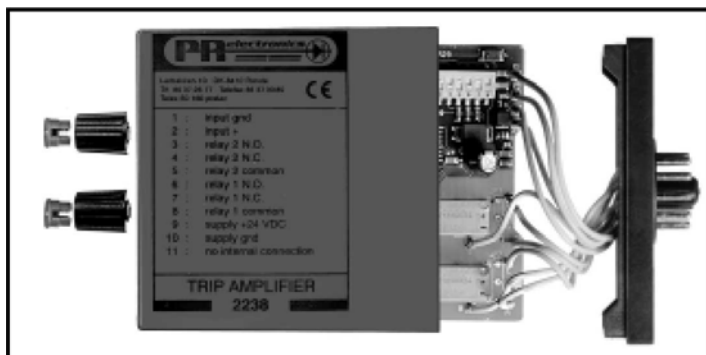 PR electronics
CE
1 : input gnd
2 : input +
3 : relay 2 N.O.
4 : relay 2 N.C.
5 : relay 2 common
6 : relay 1 N.O.
7 : relay 1 N.C.
8 : relay 1 common
9 : supply +24 VDC
10 : supply gnd
11 : no internal connection
TRIP AMPLIFIER
2238